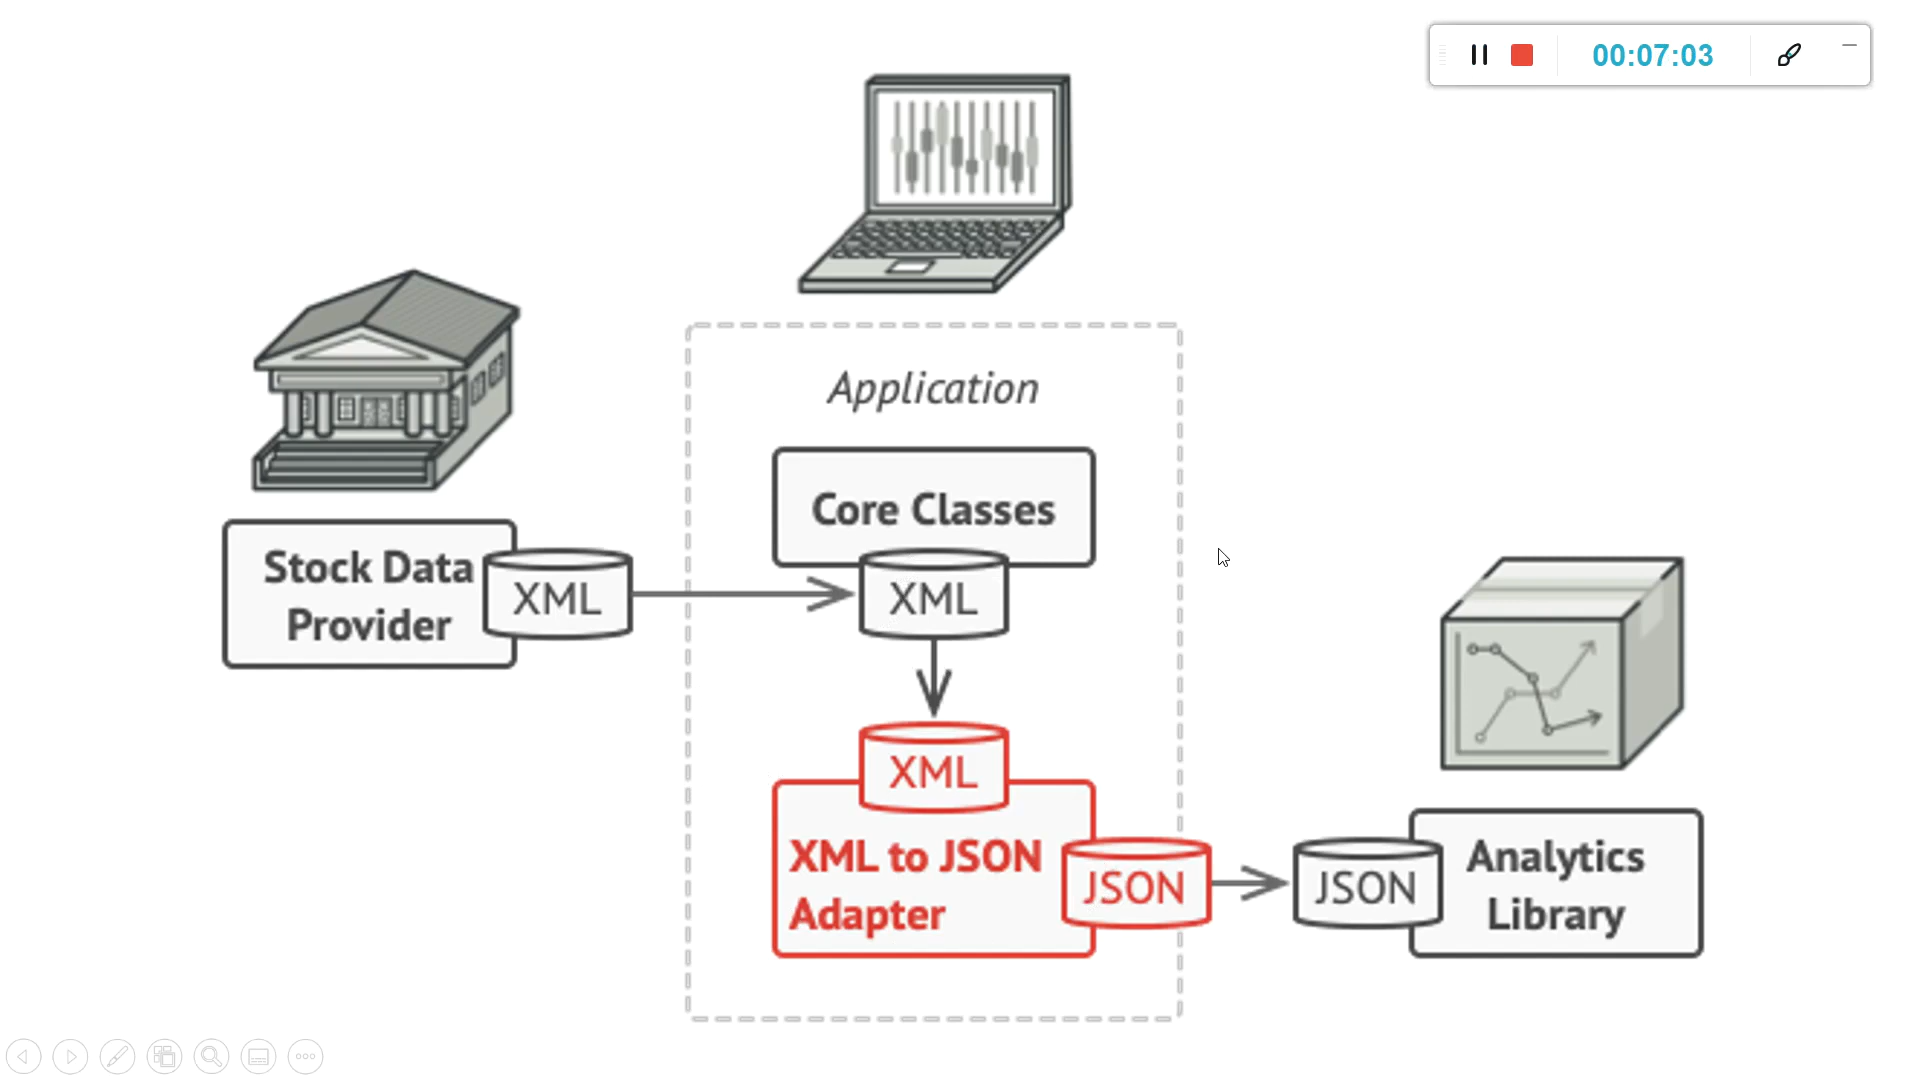 00:07:03
Application
Core Classes
Stock Data
Provider
XML
XML
XML
XML to JSON
Adapter
JSON
JSON
Analytics
Library